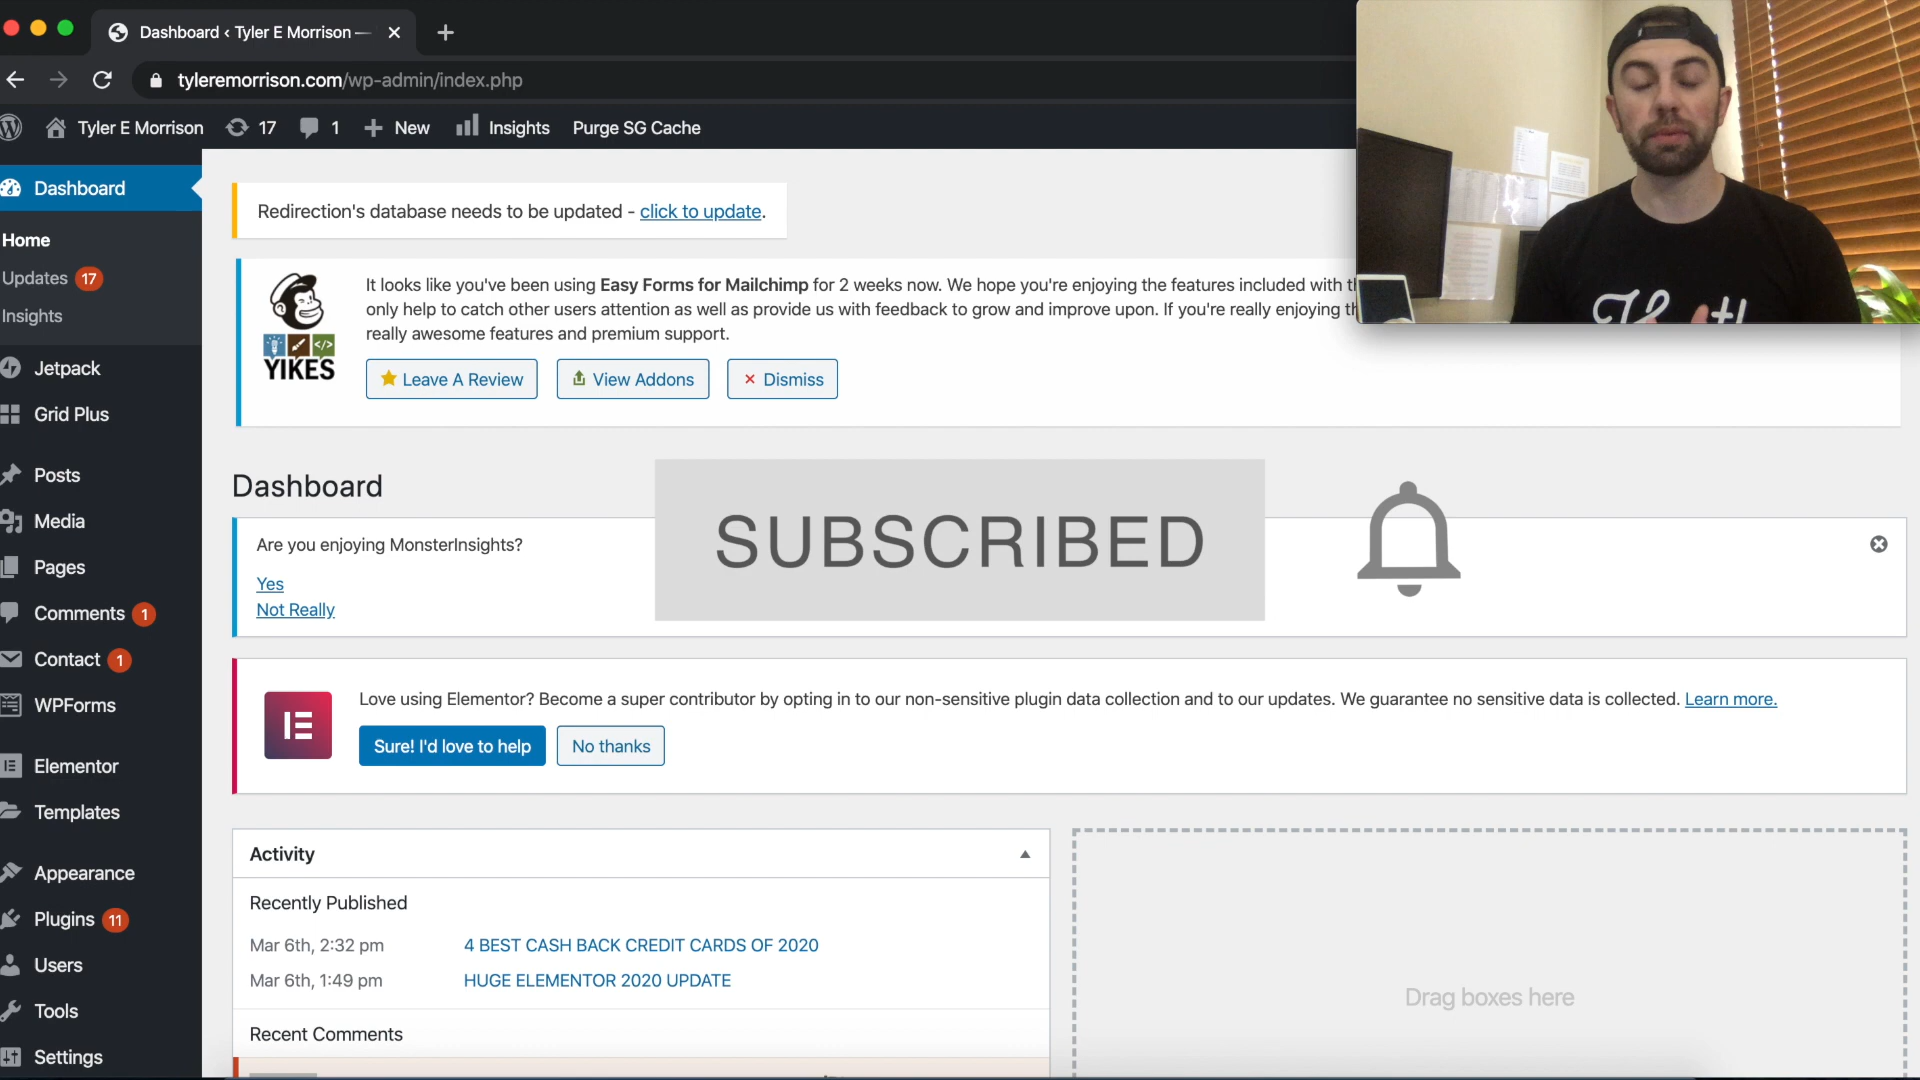 Dashboard ‹ Tyler E Morrison —
tyleremorrison.com/wp-admin/index.php
Tyler E Morrison 17 1 New Insights Purge SG Cache
Dashboard
Home
Updates 17
Insights
Jetpack
Grid Plus
Posts
Media
Pages
Comments 1
Contact 1
WPForms
Elementor
Templates
Appearance
Plugins 11
Users
Tools
Settings
Redirection's database needs to be updated - click to update.
YIKES
It looks like you've been using Easy Forms for Mailchimp for 2 weeks now. We hope you're enjoying the features included with
only help to catch other users attention as well as provide us with feedback to grow and improve upon. If you're really enjoying
really awesome features and premium support.
Leave A Review View Addons Dismiss
Dashboard
Are you enjoying MonsterInsights?
Yes
Not Really
SUBSCRIBED
Love using Elementor? Become a super contributor by opting in to our non-sensitive plugin data collection and to our updates. We guarantee no sensitive data is collected. Learn more.
Sure! I'd love to help No thanks
Activity
Recently Published
Mar 6th, 2:32 pm 4 BEST CASH BACK CREDIT CARDS OF 2020
Mar 6th, 1:49 pm HUGE ELEMENTOR 2020 UPDATE
Recent Comments
Drag boxes here